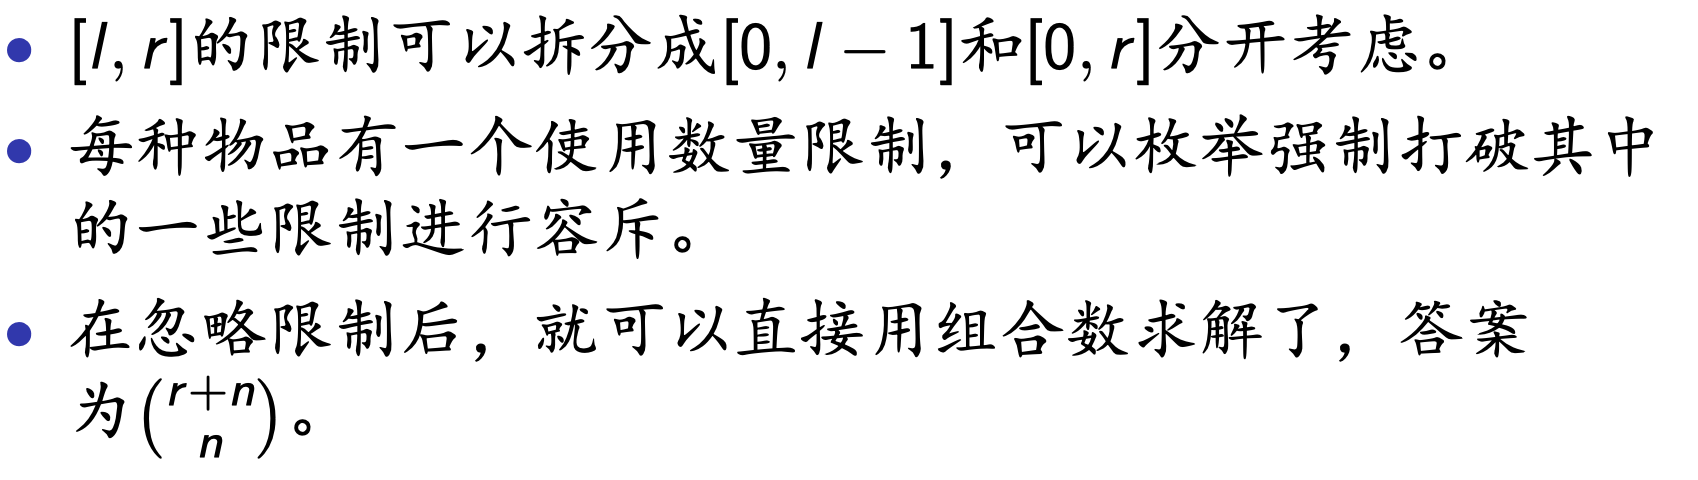 • [l, r]的限制可以拆分成[0, l − 1]和[0, r]分开考虑。
• 每种物品有一个使用数量限制，可以枚举强制打破其中
的一些限制进行容斥。
• 在忽略限制后，就可以直接用组合数求解了，答案
为(r+n n)。